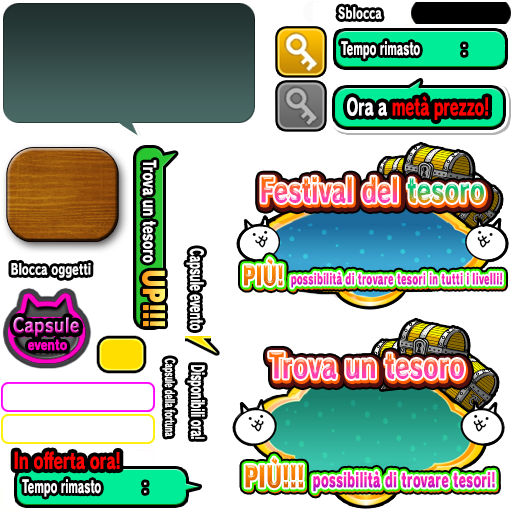 Sblocca
Tempo rimasto :
Ora a metà prezzo!
Trova un tesoro UP!!!
Festival del tesoro
PIÙ! possibilità di trovare tesori in tutti i livelli!
Blocca oggetti
Capsule
evento
Capsule evento
Disponibili ora!
Capsule della fortuna
Trova un tesoro
PIÙ!!! possibilità di trovare tesori!
In offerta ora!
Tempo rimasto :